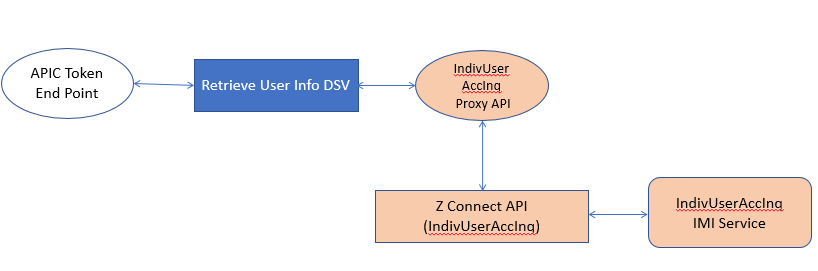 APIC Token
End Point
Retrieve User Info DSV
IndivUser
AccInq
Proxy API
Z Connect API
(IndivUserAccInq)
IndivUserAccInq
IMI Service